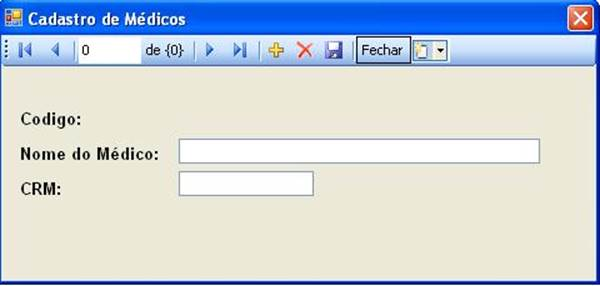 Cadastro de Médicos
0 de {0} Fechar
Codigo:
Nome do Médico:
CRM: